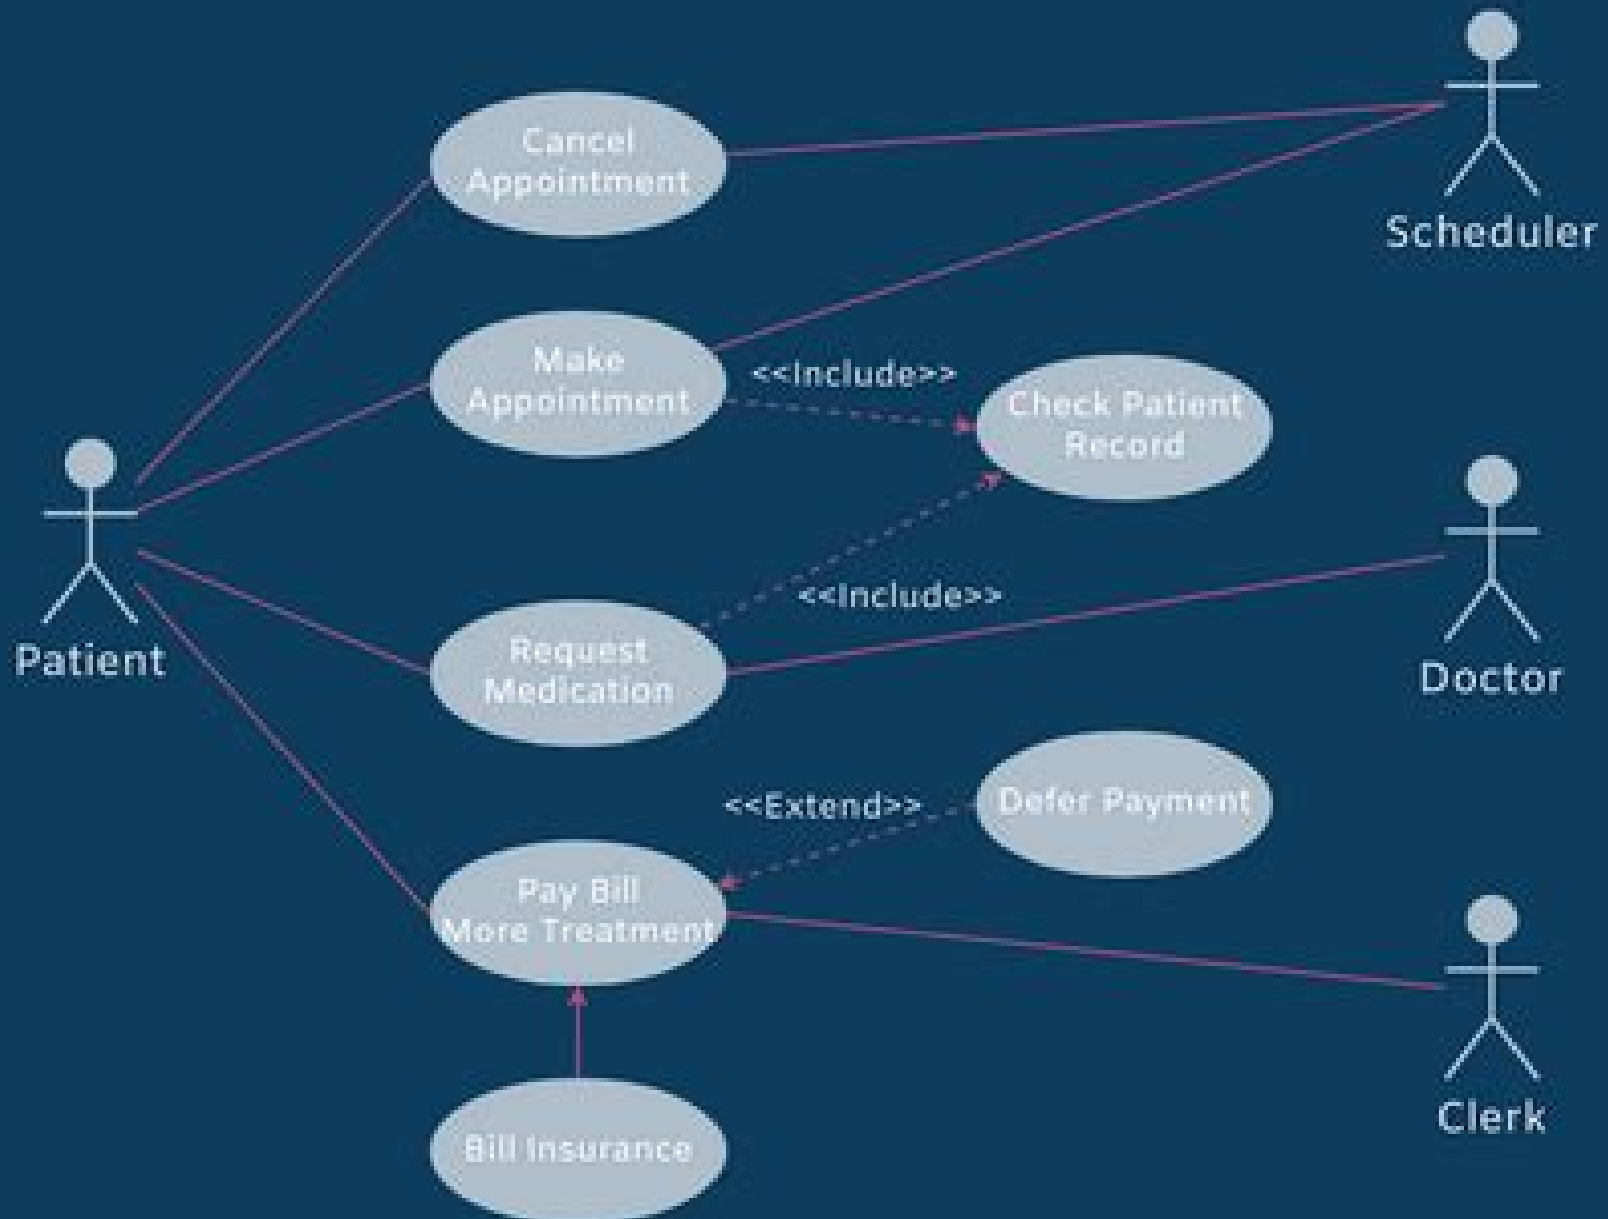 Cancel
Appointment
Scheduler
Make
Appointment
<<Include>>
Check Patient
Record
Patient
<<Include>>
Request
Medication
Doctor
<<Extend>>
Defer Payment
Pay Bill
More Treatment
Clerk
Bill Insurance